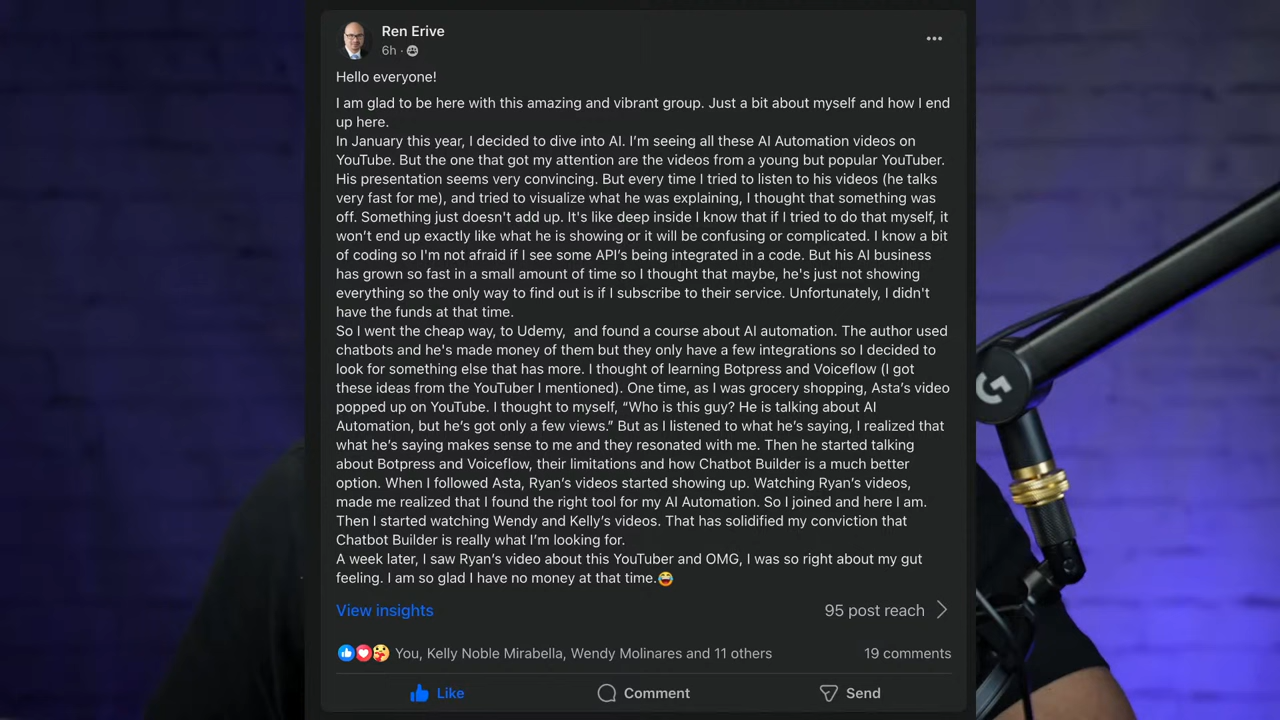 Ren Erive
6h ·
Hello everyone!
I am glad to be here with this amazing and vibrant group. Just a bit about myself and how I end
up here.
In January this year, I decided to dive into AI. I'm seeing all these AI Automation videos on
YouTube. But the one that got my attention are the videos from a young but popular YouTuber.
His presentation seems very convincing. But every time I tried to listen to his videos (he talks
very fast for me), and tried to visualize what he was explaining, I thought that something was
off. Something just doesn't add up. It's like deep inside I know that if I tried to do that myself, it
won't end up exactly like what he is showing or it will be confusing or complicated. I know a bit
of coding so I'm not afraid if I see some API's being integrated in a code. But his AI business
has grown so fast in a small amount of time so I thought that maybe, he's just not showing
everything so the only way to find out is if I subscribe to their service. Unfortunately, I didn't
have the funds at that time.
So I went the cheap way, to Udemy, and found a course about AI automation. The author used
chatbots and he's made money of them but they only have a few integrations so I decided to
look for something else that has more. I thought of learning Botpress and Voiceflow (I got
these ideas from the YouTuber I mentioned). One time, as I was grocery shopping, Asta's video
popped up on YouTube. I thought to myself, “Who is this guy? He is talking about AI
Automation, but he's got only a few views.” But as I listened to what he's saying, I realized that
what he's saying makes sense to me and they resonated with me. Then he started talking
about Botpress and Voiceflow, their limitations and how Chatbot Builder is a much better
option. When I followed Asta, Ryan's videos started showing up. Watching Ryan's videos,
made me realized that I found the right tool for my AI Automation. So I joined and here I am.
Then I started watching Wendy and Kelly's videos. That has solidified my conviction that
Chatbot Builder is really what I'm looking for.
A week later, I saw Ryan's video about this YouTuber and OMG, I was so right about my gut
feeling. I am so glad I have no money at that time.😂
View insights
95 post reach
You, Kelly Noble Mirabella, Wendy Molinares and 11 others
19 comments
Like
Comment
Send